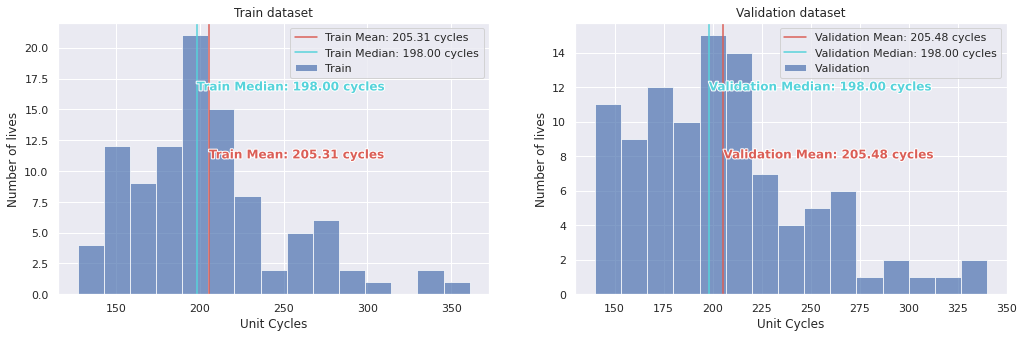 Train dataset
Number of lives
20.0
17.5
15.0
12.5
10.0
7.5
5.0
2.5
0.0
Train Mean: 205.31 cycles
Train Median: 198.00 cycles
Train
Train Median: 198.00 cycles
Train Mean: 205.31 cycles
150 200 250 300 350
Unit Cycles
Validation dataset
Number of lives
14
12
10
8
6
4
2
0
Validation Mean: 205.48 cycles
Validation Median: 198.00 cycles
Validation
Validation Median: 198.00 cycles
Validation Mean: 205.48 cycles
150 175 200 225 250 275 300 325 350
Unit Cycles